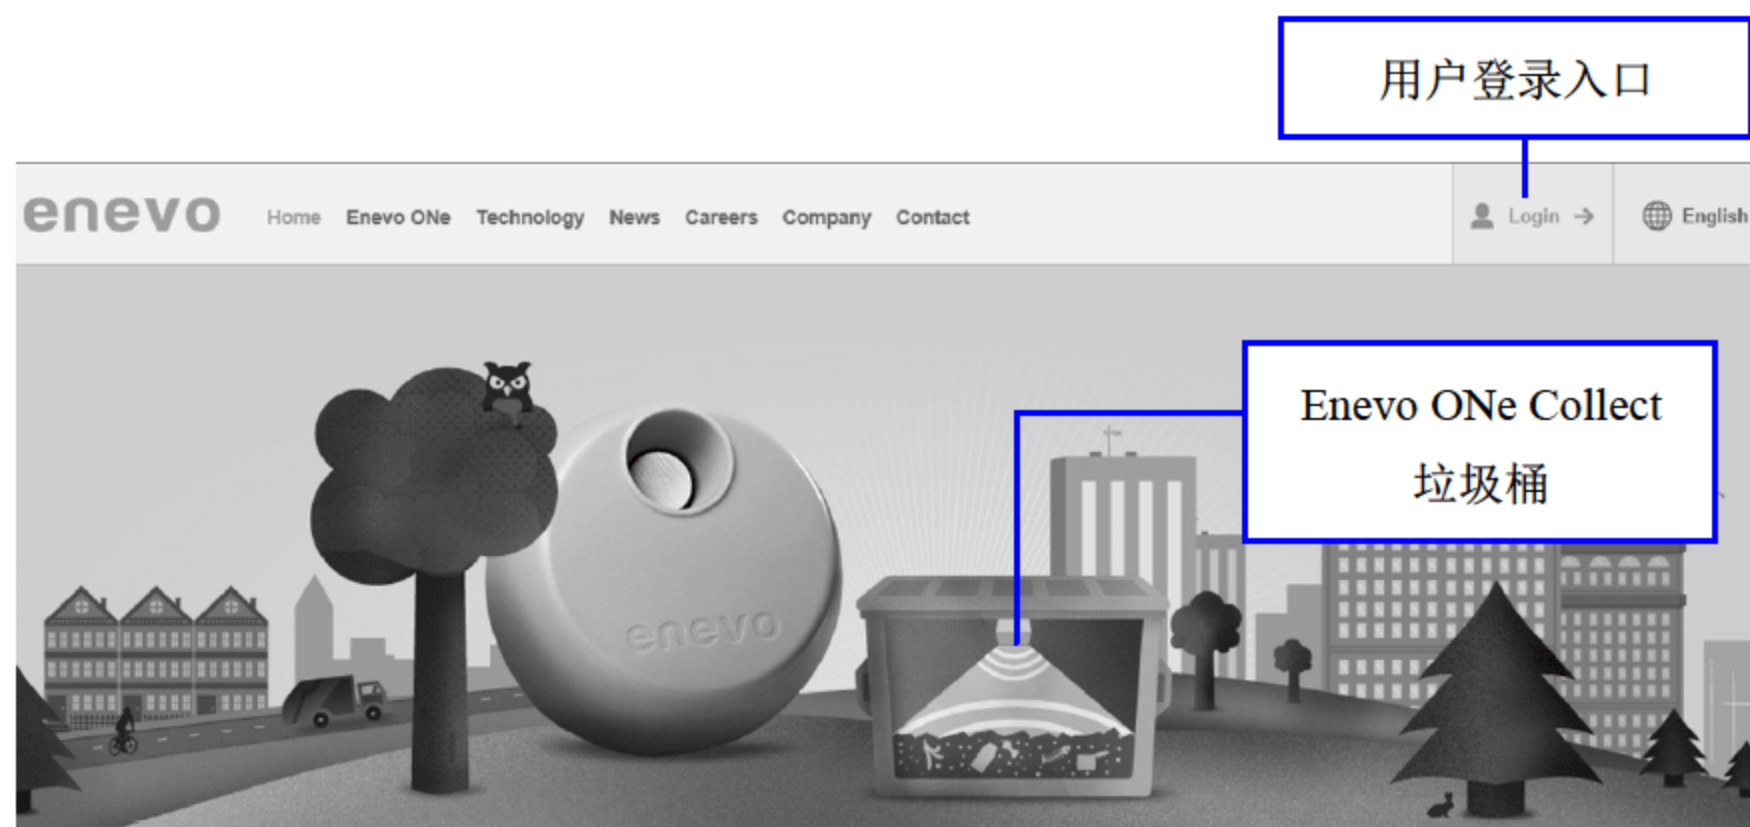 用户登录入口
enevo Home Enevo ONe Technology News Careers Company Contact Login English
Enevo ONe Collect
垃圾桶
enevo